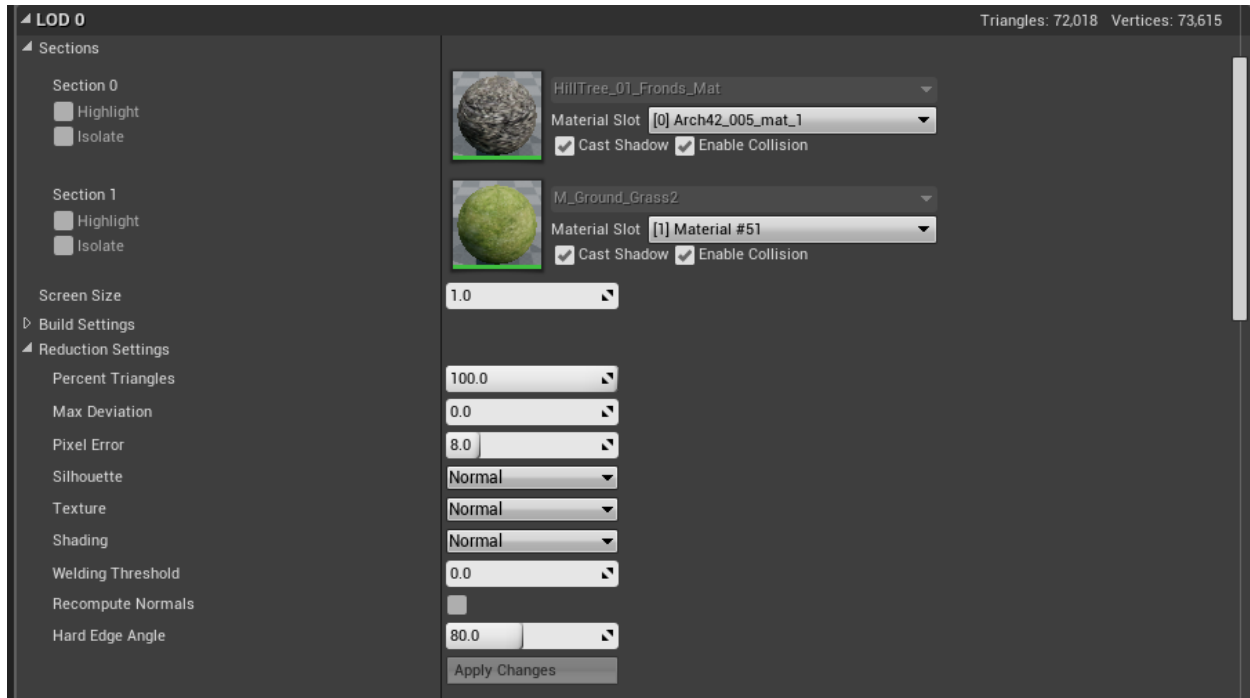 LOD 0 Triangles: 72,018 Vertices: 73,615
Sections
Section 0
HillTree_01_Fronds_Mat
Highlight
Material Slot [0] Arch42_005_mat_1
Isolate
Cast Shadow Enable Collision
Section 1
M_Ground_Grass2
Highlight
Material Slot [1] Material #51
Isolate
Cast Shadow Enable Collision
Screen Size 1.0
Build Settings
Reduction Settings
Percent Triangles 100.0
Max Deviation 0.0
Pixel Error 8.0
Silhouette Normal
Texture Normal
Shading Normal
Welding Threshold 0.0
Recompute Normals
Hard Edge Angle 80.0
Apply Changes